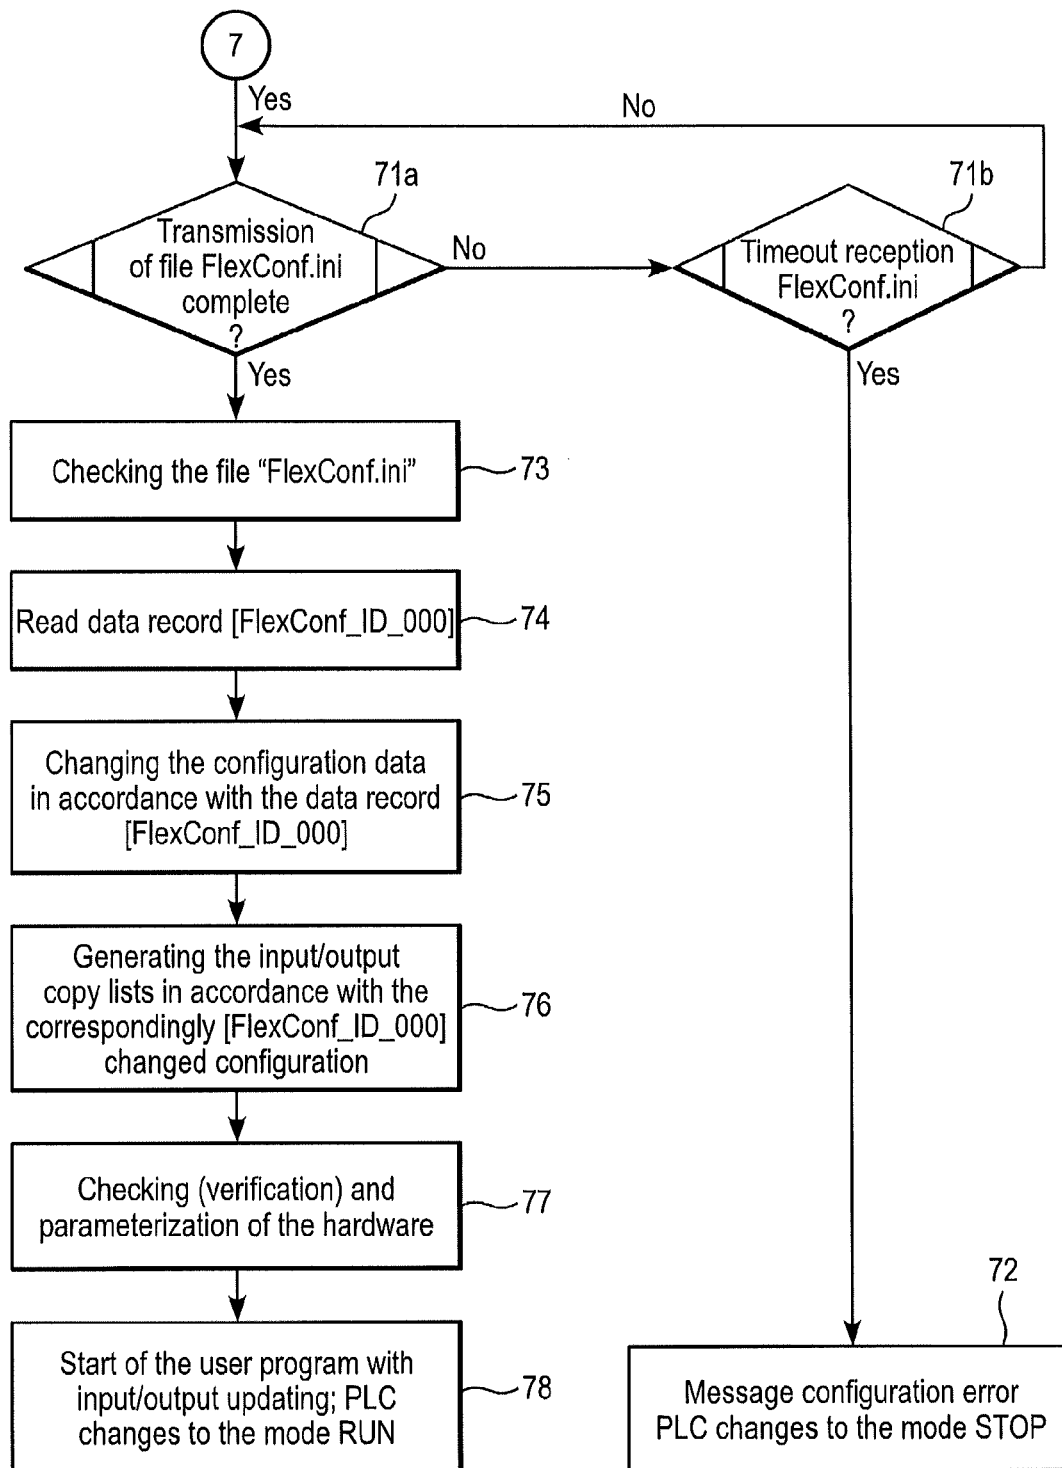 7
Yes
No
71a
71b
Transmission
of file FlexConf.ini
complete
?
No
Timeout reception
FlexConf.ini
?
Yes
Yes
Checking the file “FlexConf.ini”
73
Read data record [FlexConf_ID_000]
74
Changing the configuration data
in accordance with the data record
[FlexConf_ID_000]
75
Generating the input/output
copy lists in accordance with the
correspondingly [FlexConf_ID_000]
changed configuration
76
Checking (verification) and
parameterization of the hardware
77
72
Start of the user program with
input/output updating; PLC
changes to the mode RUN
78
Message configuration error
PLC changes to the mode STOP